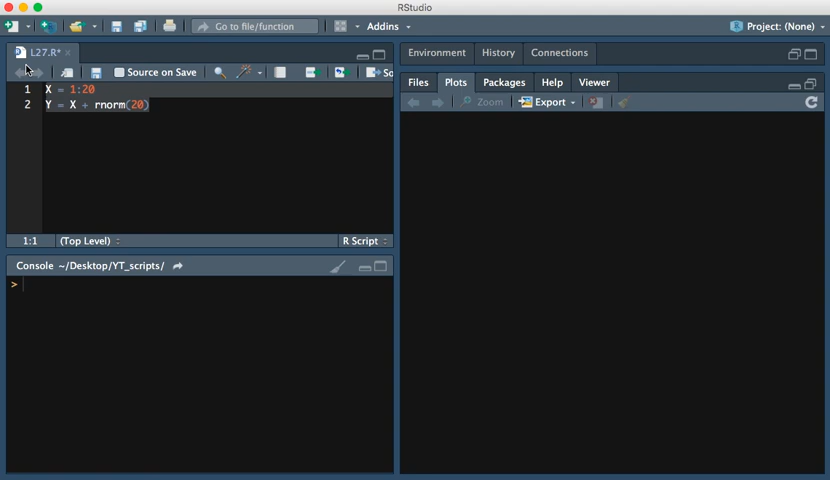 RStudio
Go to file/function
Addins
Project: (None)
L27.R*
Source on Save
So
1 X = 1:20
2 Y = X + rnorm(20)
1:1 (Top Level) R Script
Console ~/Desktop/YT_scripts/
>
Environment History Connections
Files Plots Packages Help Viewer
Zoom Export